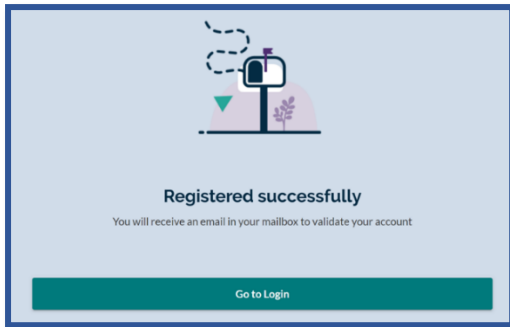 Registered successfully
You will receive an email in your mailbox to validate your account
Go to Login